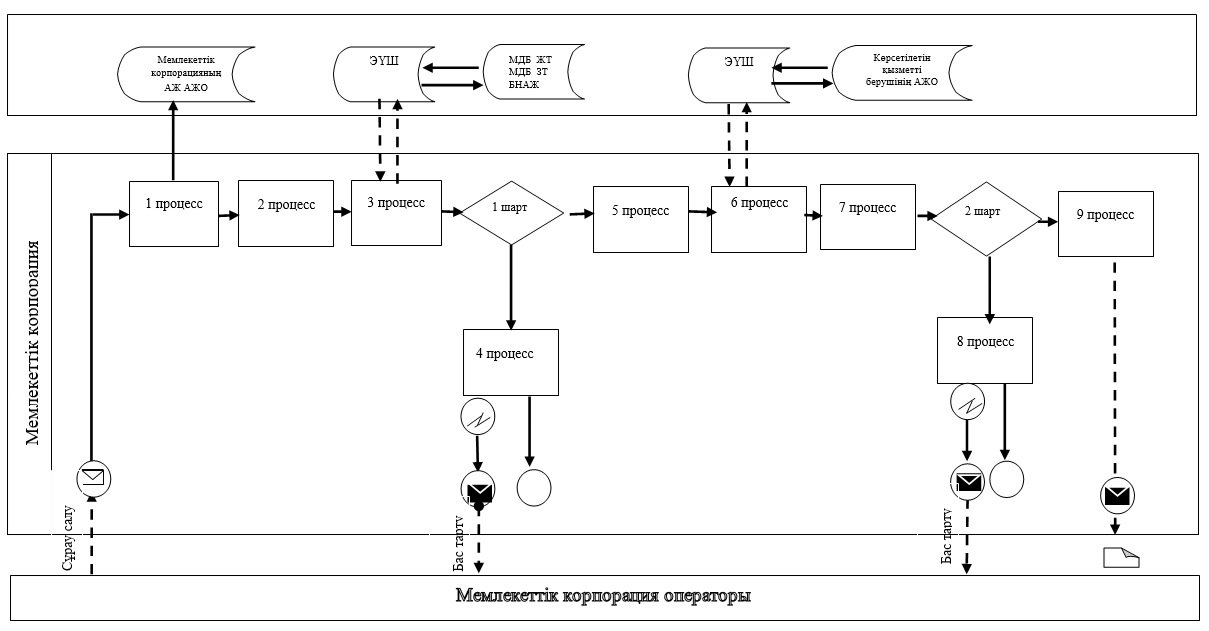 Мемлекеттік
корпорацияның
АЖ АЖО
ЭҮШ
МДБ ЖТ
МДБ ЗТ
БНАЖ
ЭҮШ
Көрсетілетін
қызметті
берушінің АЖО
Мемлекеттік корпорация
1 процесс
2 процесс
3 процесс
1 шарт
5 процесс
6 процесс
7 процесс
2 шарт
9 процесс
4 процесс
8 процесс
Сұрау салу
Бас тарту
Бас тарту
Мемлекеттік корпорация операторы